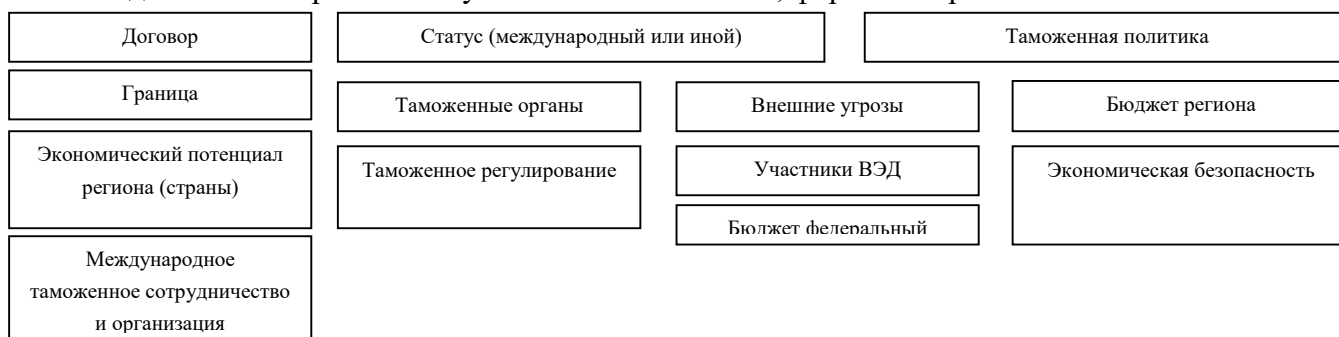 Договор
Статус (международный или иной)
Таможенная политика
Граница
Таможенные органы
Внешние угрозы
Бюджет региона
Экономический потенциал
региона (страны)
Таможенное регулирование
Участники ВЭД
Экономическая безопасность
Бюджет федеральный
Международное
таможенное сотрудничество
и организация